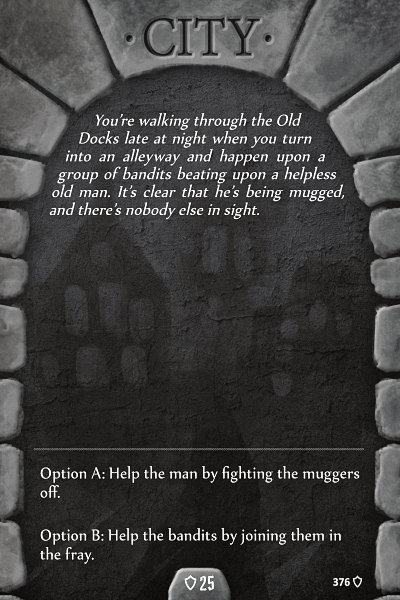 ·CITY·
You're walking through the Old
Docks late at night when you turn
into an alleyway and happen upon a
group of bandits beating upon a helpless
old man. It's clear that he's being mugged,
and there's nobody else in sight.
Option A: Help the man by fighting the muggers
off.
Option B: Help the bandits by joining them in
the fray.
25
376